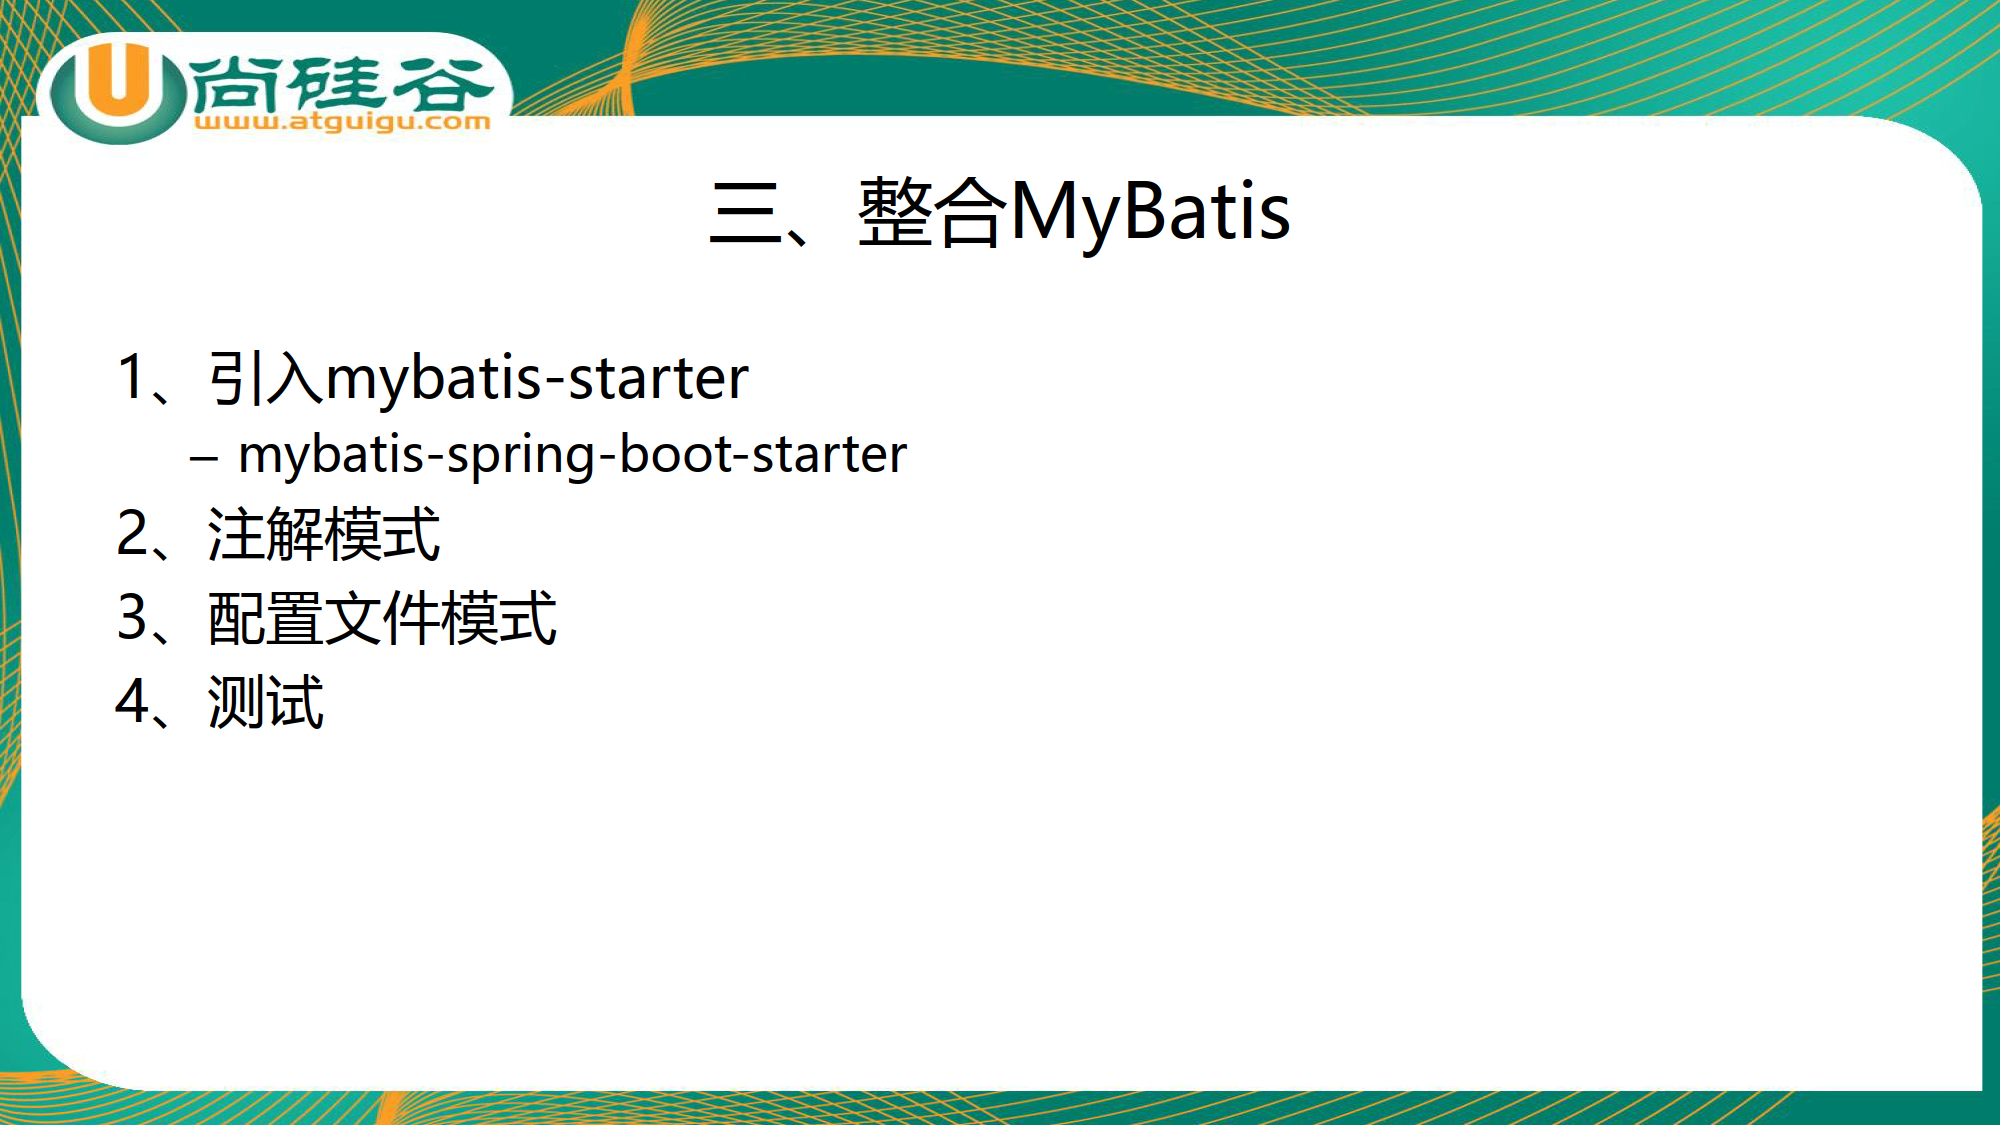 尚硅谷
www.atguigu.com
三、整合MyBatis
1、引入mybatis-starter
– mybatis-spring-boot-starter
2、注解模式
3、配置文件模式
4、测试